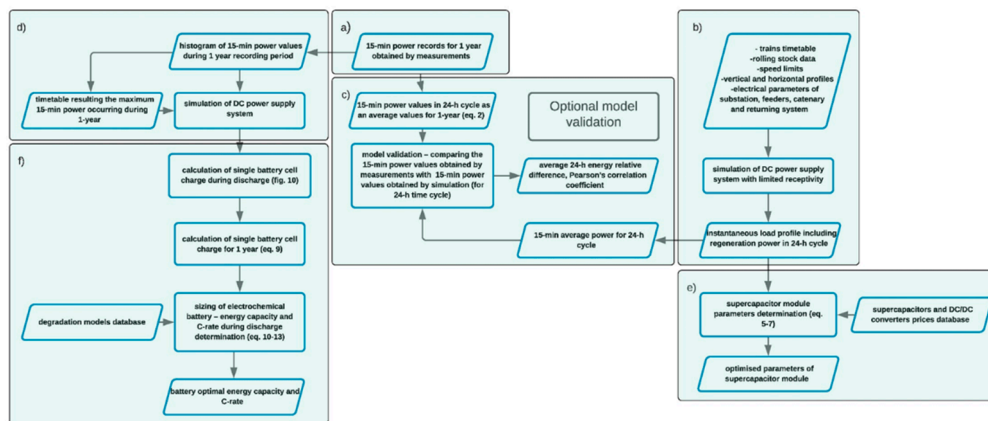 d)
histogram of 15-min power values
during 1 year recording period
timetable resulting the maximum
15-min power occurring during
1-year
simulation of DC power supply
system
a)
15-min power records for 1 year
obtained by measurements
b)
- trains timetable
-rolling stock data
-speed limits
-vertical and horizontal profiles
-electrical parameters of
substation, feeders, catenary
and returning system
simulation of DC power supply
system with limited receptivity
instantaneous load profile including
regeneration power in 24-h cycle
c)
15-min power values in 24-h cycle as
an average values for 1-year (eq. 2)
Optional model
validation
model validation – comparing the
15-min power values obtained by
measurements with 15-min power
values obtained by simulation (for
24-h time cycle)
average 24-h energy relative
difference, Pearson's correlation
coefficient
15-min average power for 24-h
cycle
f)
calculation of single battery cell
charge during discharge (fig. 10)
calculation of single battery cell
charge for 1 year (eq. 9)
degradation models database
sizing of electrochemical
battery – energy capacity and
C-rate during discharge
determination (eq. 10-13)
battery optimal energy capacity and
C-rate
e)
supercapacitor module
parameters determination (eq.
5-7)
supercapacitors and DC/DC
converters prices database
optimised parameters of
supercapacitor module